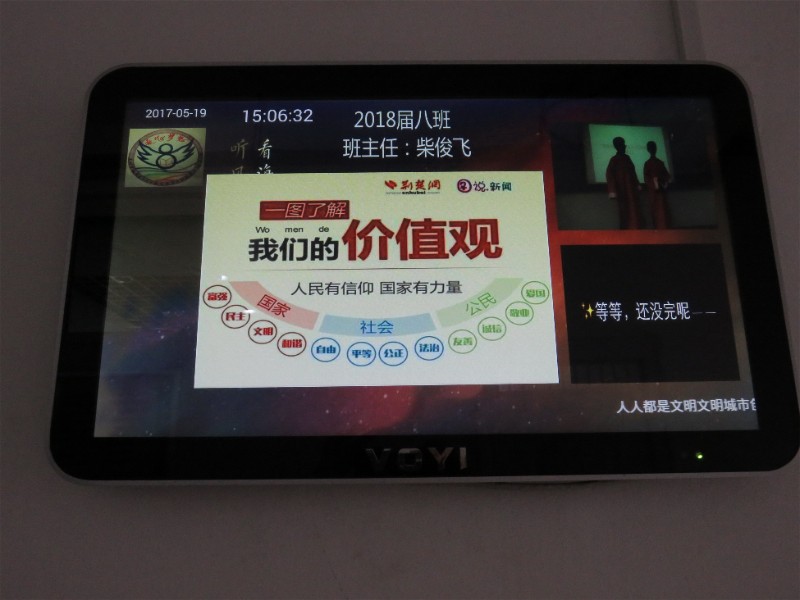 2017-05-19
15:06:32
2018届八班
班主任：柴俊飞
听 看
荆楚网
说.新闻
一图了解
Wo men de
我们的价值观
人民有信仰 国家有力量
国家
社会
公民
富强
民主
文明
和谐
自由
平等
公正
法治
友善
诚信
敬业
爱国
✨等等，还没完呢——
人人都是文明文明城市
VOYI